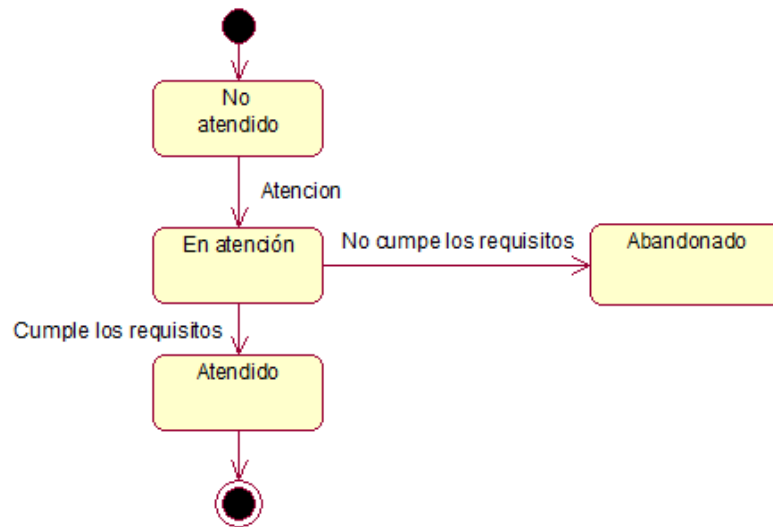 No
atendido
Atencion
En atención
No cumpe los requisitos
Abandonado
Cumple los requisitos
Atendido